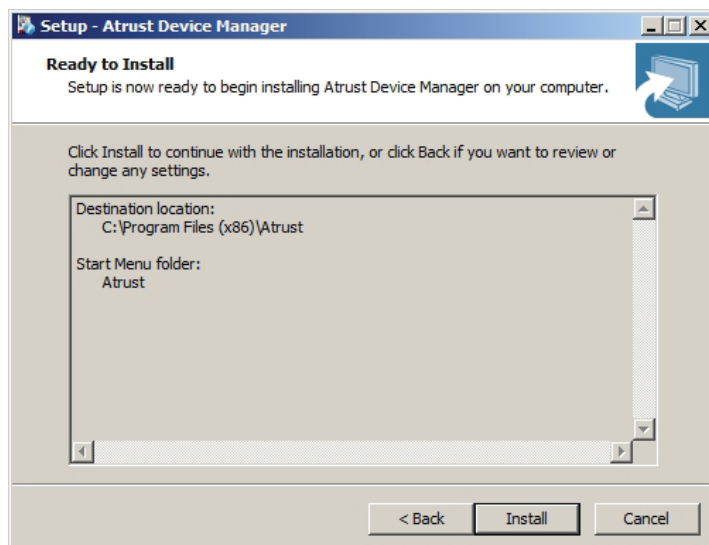 Setup - Atrust Device Manager
Ready to Install
Setup is now ready to begin installing Atrust Device Manager on your computer.
Click Install to continue with the installation, or click Back if you want to review or
change any settings.
Destination location:
C:\Program Files (x86)\Atrust
Start Menu folder:
Atrust
< Back
Install
Cancel